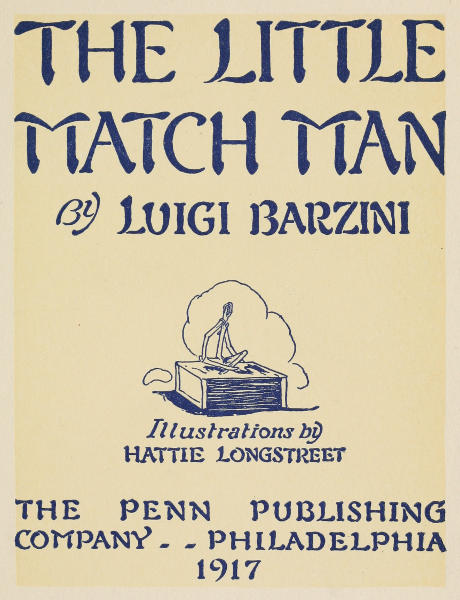 THE LITTLE
MATCH MAN
By LUIGI BARZINI
Illustrations by
HATTIE LONGSTREET
THE PENN PUBLISHING
COMPANY - - PHILADELPHIA
1917